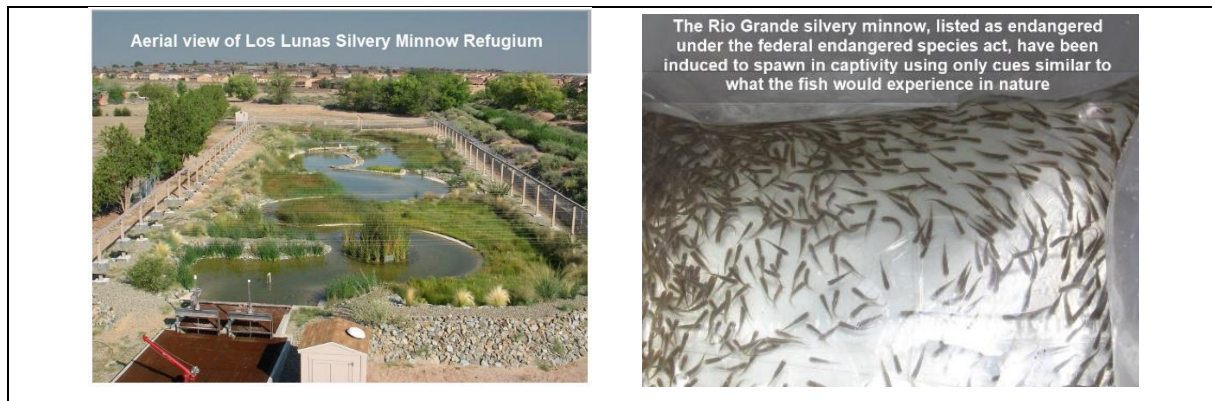 Aerial view of Los Lunas Silvery Minnow Refugium
The Rio Grande silvery minnow, listed as endangered
under the federal endangered species act, have been
induced to spawn in captivity using only cues similar to
what the fish would experience in nature